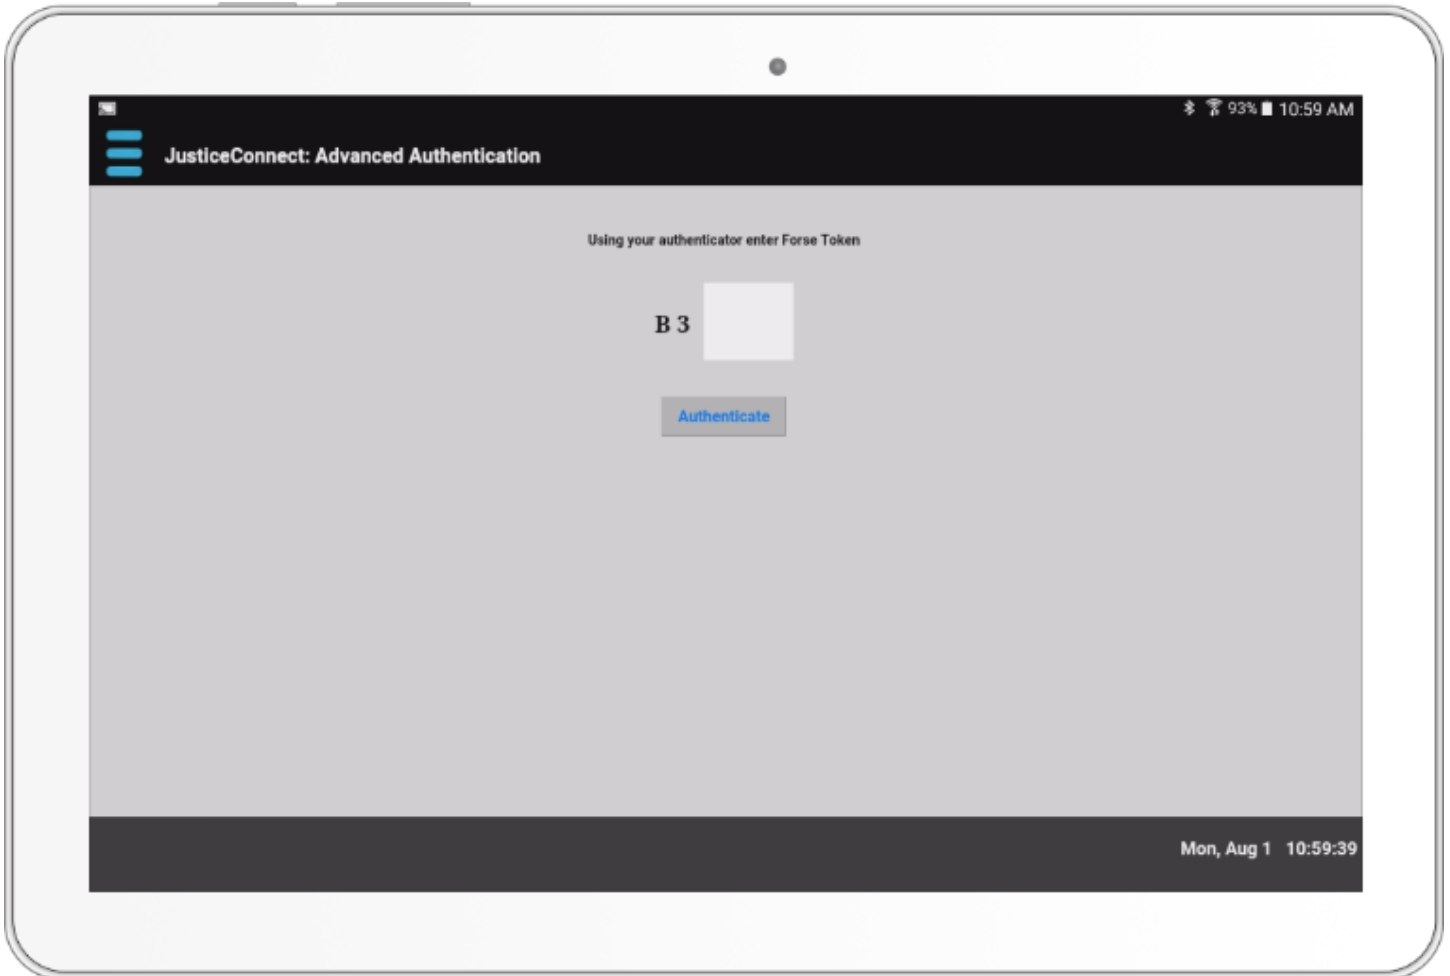 93% 10:59 AM
JusticeConnect: Advanced Authentication
Using your authenticator enter Forse Token
B 3
Authenticate
Mon, Aug 1 10:59:39